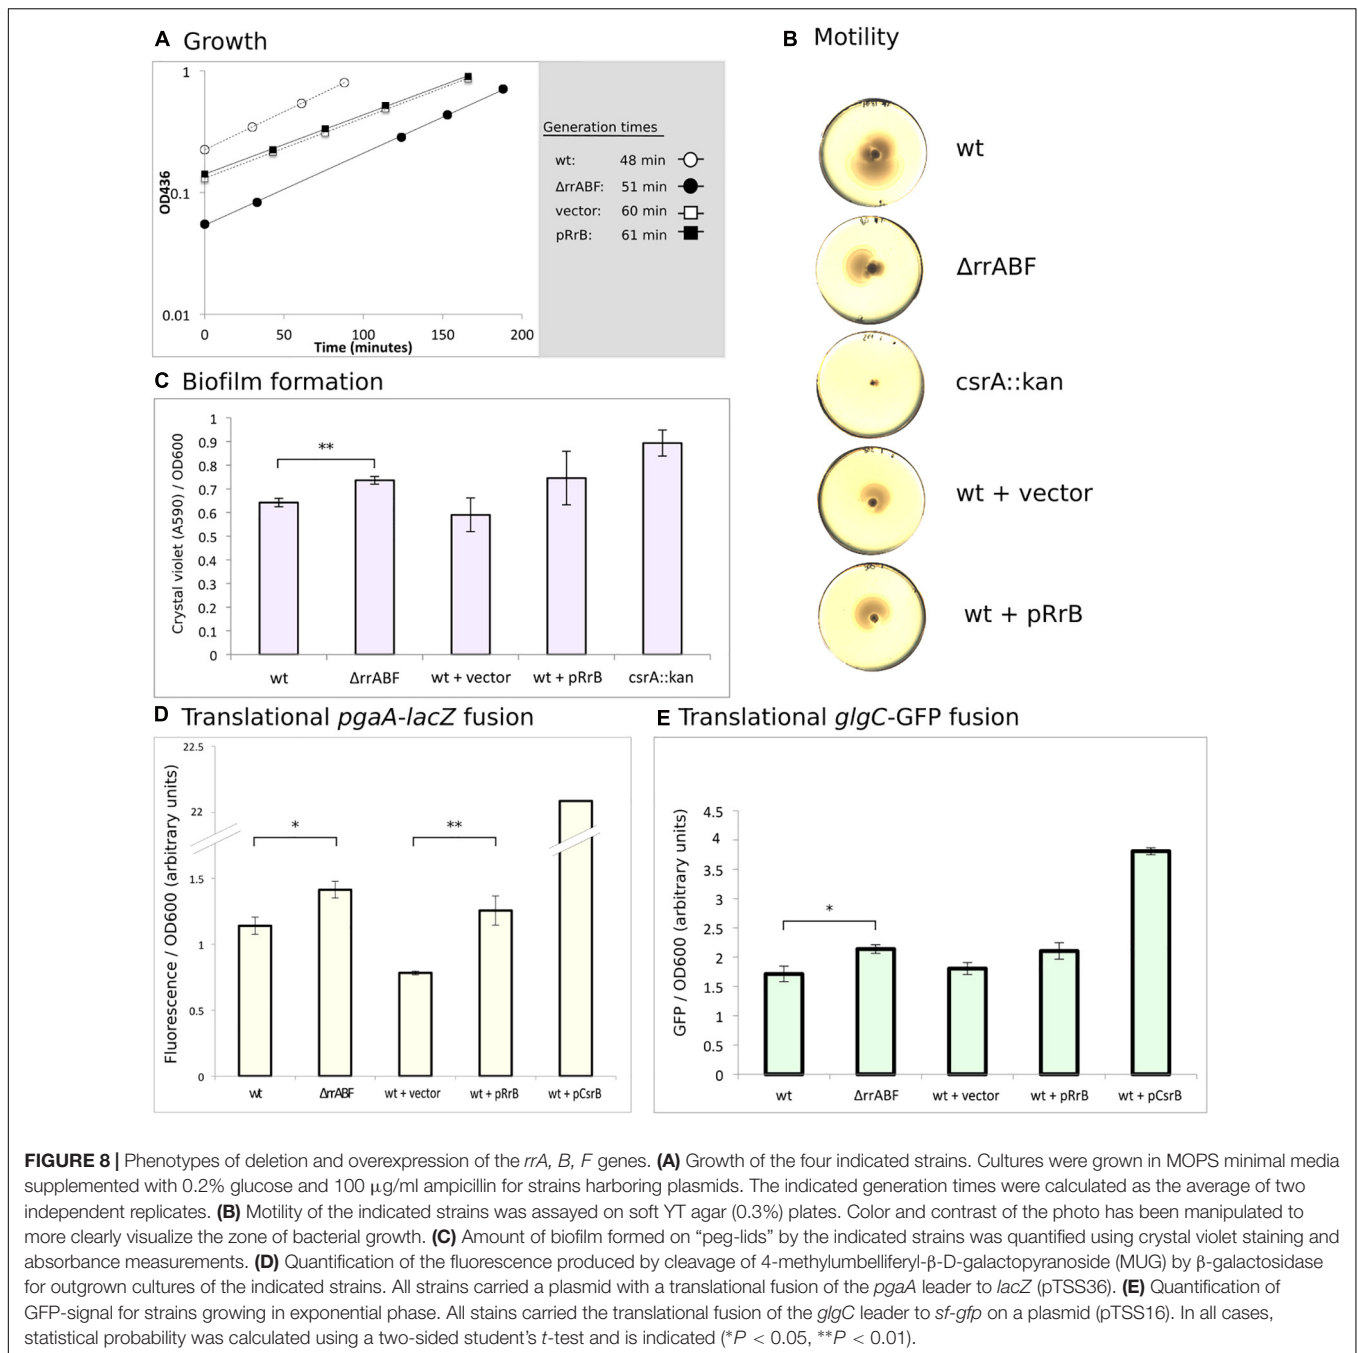 A Growth
1
0.1
0.01
OD436
0 50 100 150 200
Time (minutes)
Generation times
wt: 48 min
ΔrrABF: 51 min
vector: 60 min
pRrB: 61 min
B Motility
wt
ΔrrABF
csrA::kan
wt + vector
wt + pRrB
C Biofilm formation
Crystal violet (A590) / OD600
1
0.9
0.8
0.7
0.6
0.5
0.4
0.3
0.2
0.1
0
**
wt ΔrrABF wt + vector wt + pRrB csrA::kan
D Translational pgaA-lacZ fusion
Fluorescence / OD600 (arbitrary units)
22.5
22
1.5
1
0.5
0
* **
wt ΔrrABF wt + vector wt + pRrB wt + pCsrB
E Translational glgC-GFP fusion
GFP / OD600 (arbitrary units)
4.5
4
3.5
3
2.5
2
1.5
1
0.5
0
*
wt ΔrrABF wt + vector wt + pRrB wt + pCsrB
FIGURE 8 | Phenotypes of deletion and overexpression of the rrA, B, F genes. (A) Growth of the four indicated strains. Cultures were grown in MOPS minimal media
supplemented with 0.2% glucose and 100 μg/ml ampicillin for strains harboring plasmids. The indicated generation times were calculated as the average of two
independent replicates. (B) Motility of the indicated strains was assayed on soft YT agar (0.3%) plates. Color and contrast of the photo has been manipulated to
more clearly visualize the zone of bacterial growth. (C) Amount of biofilm formed on “peg-lids” by the indicated strains was quantified using crystal violet staining and
absorbance measurements. (D) Quantification of the fluorescence produced by cleavage of 4-methylumbelliferyl-β-D-galactopyranoside (MUG) by β-galactosidase
for outgrown cultures of the indicated strains. All strains carried a plasmid with a translational fusion of the pgaA leader to lacZ (pTSS36). (E) Quantification of
GFP-signal for strains growing in exponential phase. All stains carried the translational fusion of the glgC leader to sf-gfp on a plasmid (pTSS16). In all cases,
statistical probability was calculated using a two-sided student’s t-test and is indicated (*P < 0.05, **P < 0.01).